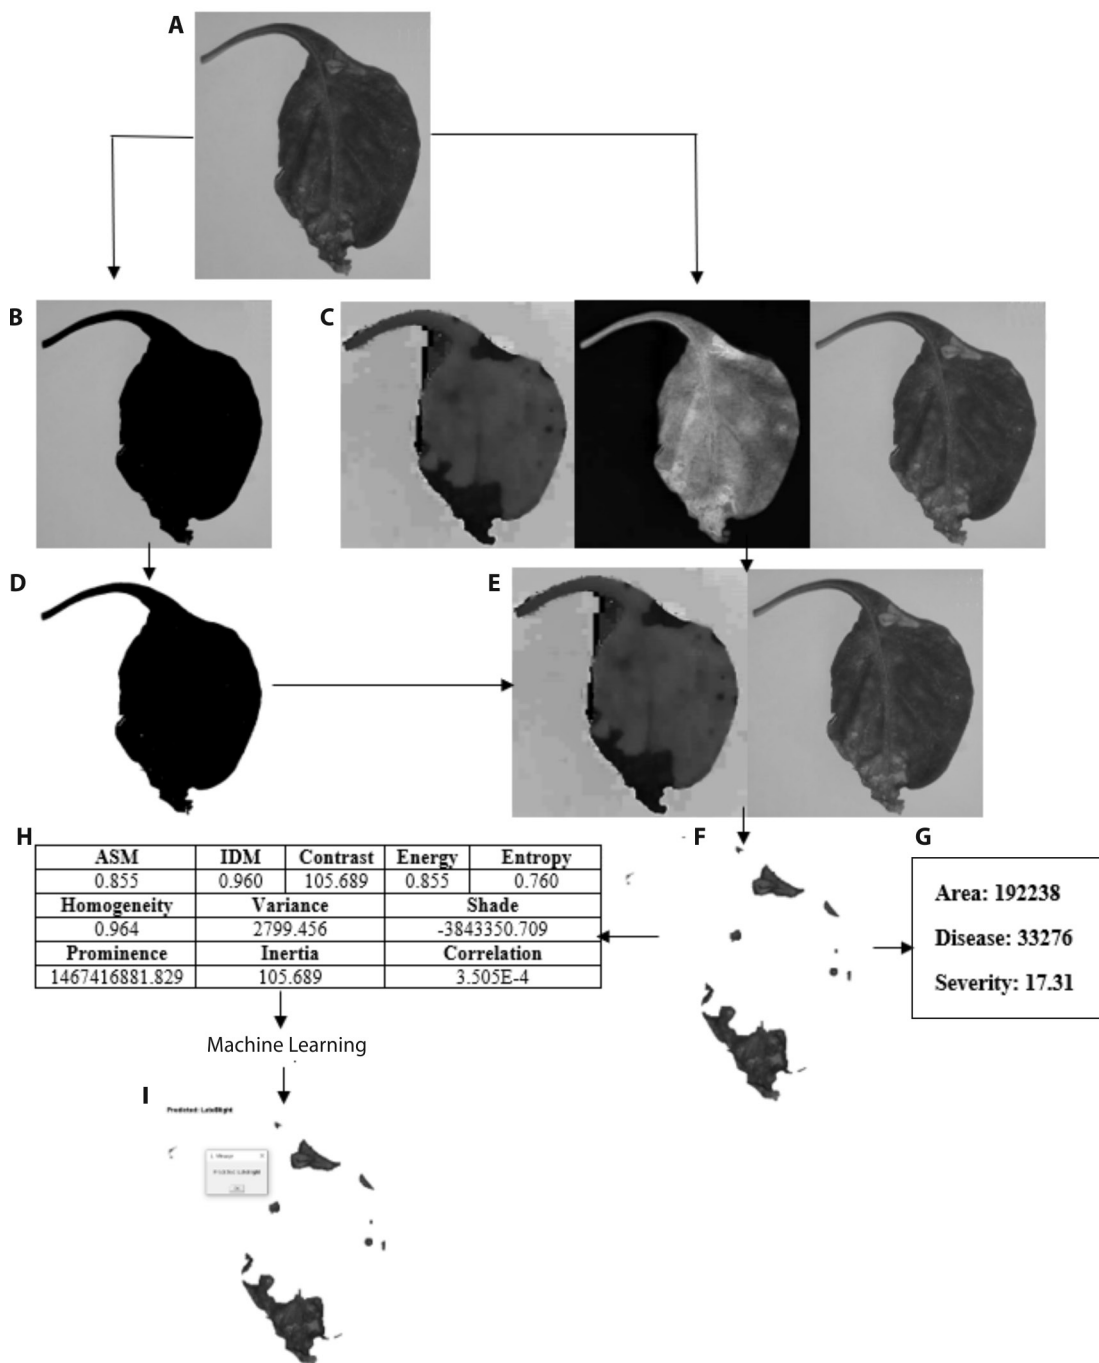 A
B
C
D
E
H
F
G
ASM IDM Contrast Energy Entropy
0.855 0.960 105.689 0.855 0.760
Homogeneity Variance Shade
0.964 2799.456 -3843350.709
Prominence Inertia Correlation
1467416881.829 105.689 3.505E-4
Area: 192238
Disease: 33276
Severity: 17.31
Machine Learning
I
Predicted: LateBlight